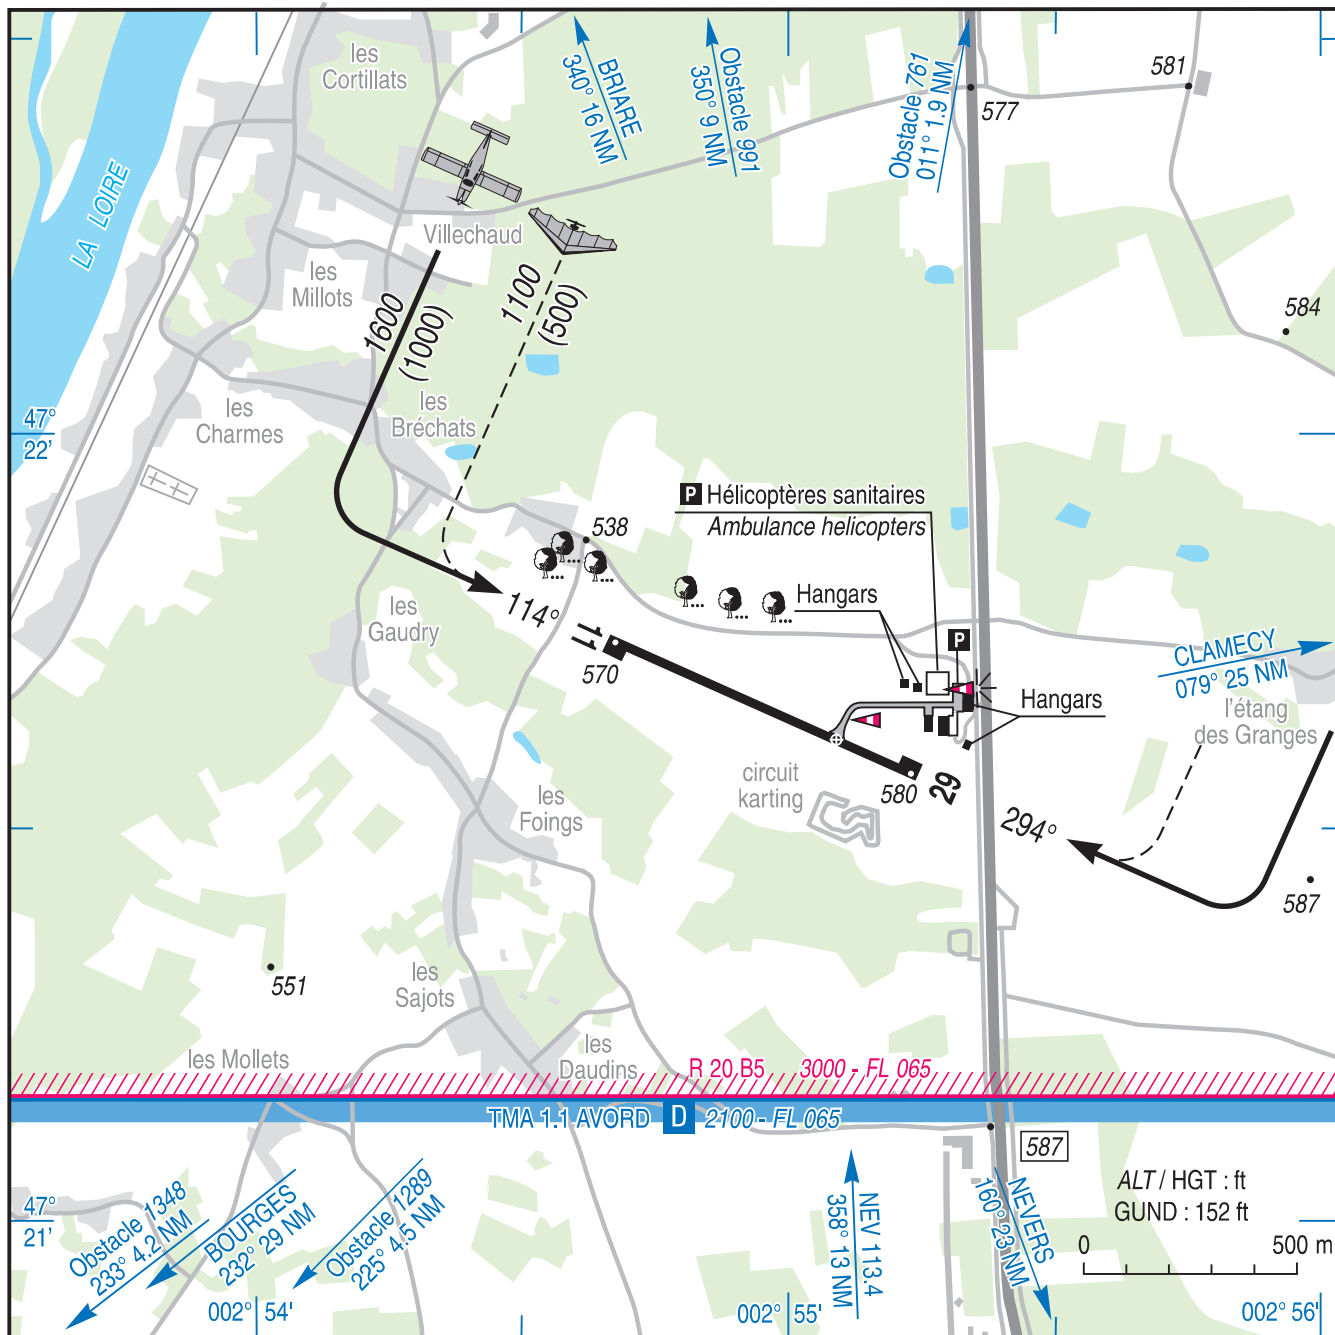 les
Cortillats
BRIARE
340° 16 NM
Obstacle 991
350° 9 NM
Obstacle 761
011° 1.9 NM
581
577
LA LOIRE
Villechaud
les
Millots
1600
(1000)
1100
(500)
584
47°
22'
les
Charmes
les
Bréchats
P Hélicoptères sanitaires
Ambulance helicopters
538
Hangars
114°
11
570
les
Gaudry
P
CLAMECY
079° 25 NM
Hangars
l'étang
des Granges
circuit
karting
580
29
294°
les
Foings
587
551
les
Sajots
les Mollets
les
Daudins
R 20 B5 3000 - FL 065
TMA 1.1 AVORD D 2100 - FL 065
587
ALT / HGT : ft
GUND : 152 ft
0 500 m
47°
21'
Obstacle 1348
233° 4.2 NM
BOURGES
232° 29 NM
Obstacle 1289
225° 4.5 NM
NEV 113.4
358° 13 NM
NEVERS
160° 23 NM
002° 54'
002° 55'
002° 56'